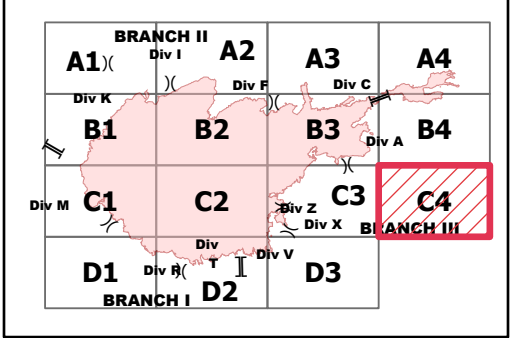 BRANCH II
A1
Div I
A2
A3
A4
Div K
Div F
Div C
B1
B2
B3
Div A
B4
Div M
C1
C2
Div Z
C3
C4
Div X
BRANCH III
D1
Div R
Div
T
Div V
D2
D3
BRANCH I